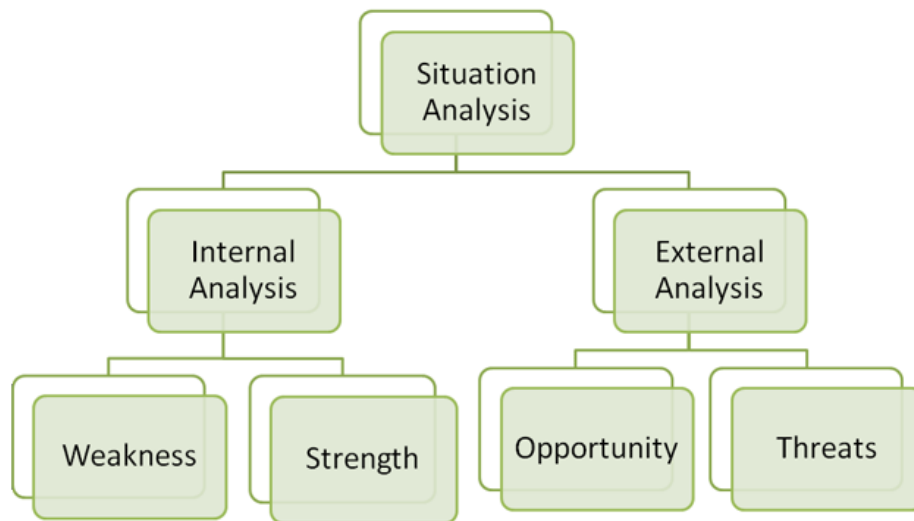 Situation
Analysis
Internal
Analysis
External
Analysis
Weakness
Strength
Opportunity
Threats